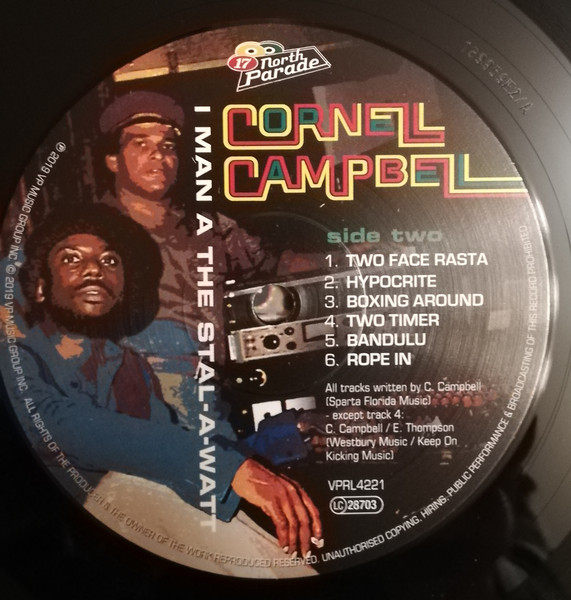 17 North Parade
CORNELL
CAMPBELL
I MAN A THE STAL-A-WATT
side two
1. TWO FACE RASTA
2. HYPOCRITE
3. BOXING AROUND
4. TWO TIMER
5. BANDULU
6. ROPE IN
All tracks written by C. Campbell
(Sparta Florida Music)
- except track 4:
C. Campbell / E. Thompson
(Westbury Music / Keep On
Kicking Music)
VPRL4221
LC 28703
℗ 2019 VP MUSIC GROUP INC © 2019 VP MUSIC GROUP INC. ALL RIGHTS OF THE PRODUCER & THE OWNER OF THE WORK REPRODUCED RESERVED. UNAUTHORISED COPYING, HIRING, PUBLIC PERFORMANCE & BROADCASTING OF THIS RECORD PROHIBITED.